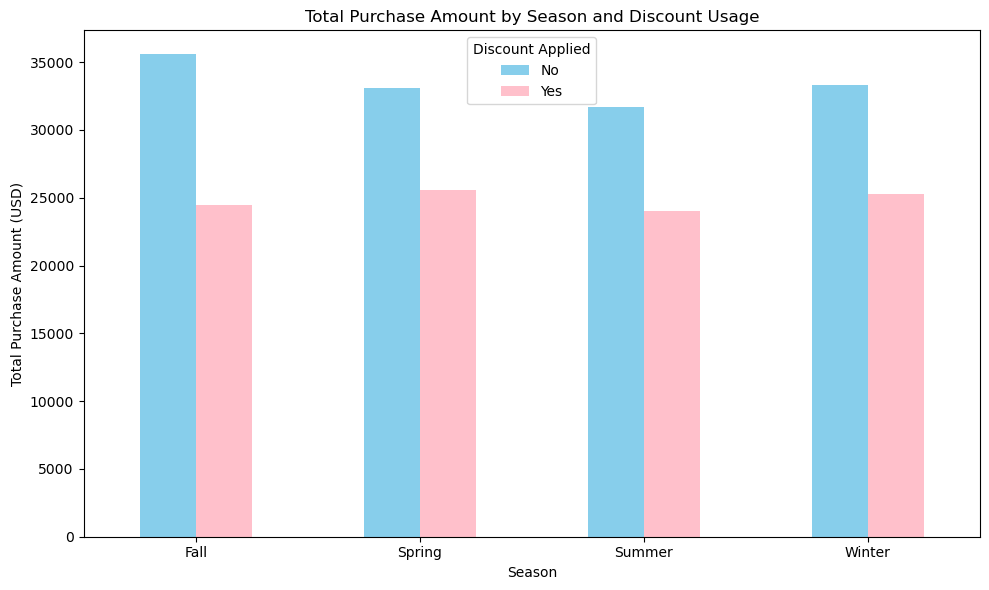 Total Purchase Amount by Season and Discount Usage
Discount Applied
No
Yes
Total Purchase Amount (USD)
35000
30000
25000
20000
15000
10000
5000
0
Fall
Spring
Summer
Winter
Season